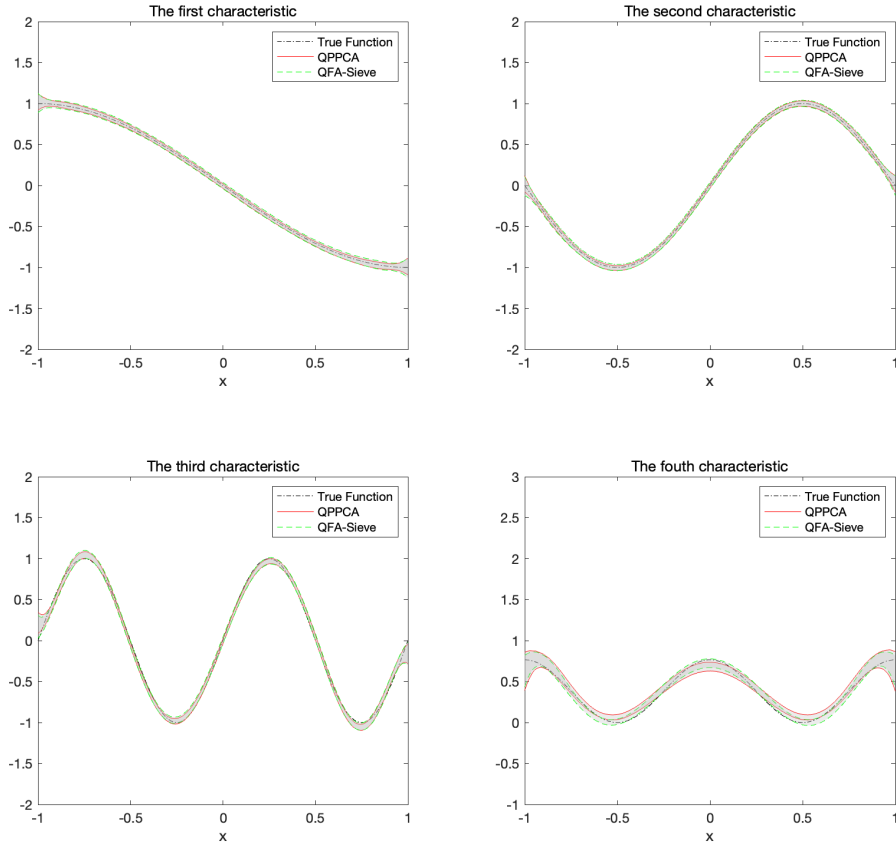 The first characteristic
2
1.5
1
0.5
0
-0.5
-1
-1.5
-2
-1
-0.5
0
0.5
1
x
True Function
QPPCA
QFA-Sieve
The second characteristic
2
1.5
1
0.5
0
-0.5
-1
-1.5
-2
-1
-0.5
0
0.5
1
x
True Function
QPPCA
QFA-Sieve
The third characteristic
2
1.5
1
0.5
0
-0.5
-1
-1.5
-2
-1
-0.5
0
0.5
1
x
True Function
QPPCA
QFA-Sieve
The fouth characteristic
3
2.5
2
1.5
1
0.5
0
-0.5
-1
-1
-0.5
0
0.5
1
x
True Function
QPPCA
QFA-Sieve